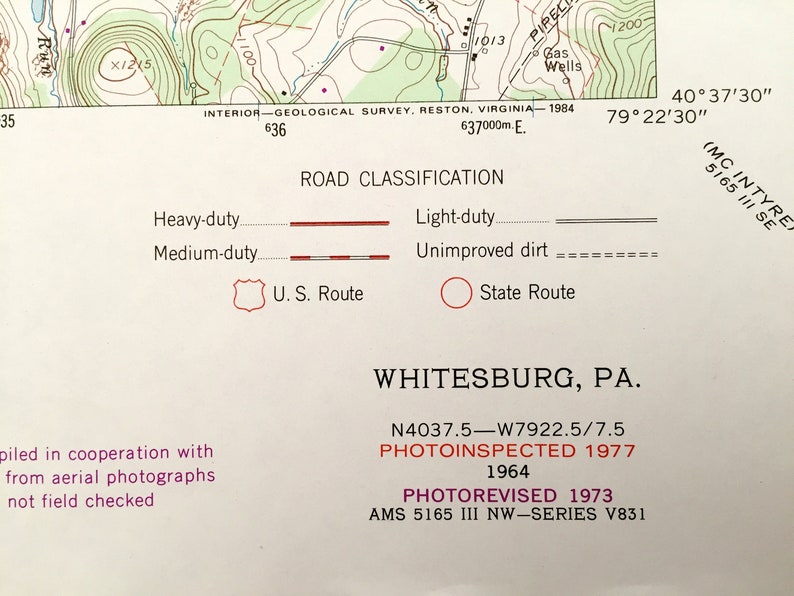 Run
×1215
1100
1013
PIPELI
Gas
Wells
1200
INTERIOR—GEOLOGICAL SURVEY, RESTON, VIRGINIA—1984
40°37'30"
79°22'30"
35
636
637000m. E.
(MC INTYRE)
5165 III SE
ROAD CLASSIFICATION
Heavy-duty
Light-duty
Medium-duty
Unimproved dirt
U. S. Route
State Route
WHITESBURG, PA.
N4037.5—W7922.5/7.5
PHOTOINSPECTED 1977
1964
PHOTOREVISED 1973
AMS 5165 III NW—SERIES V831
piled in cooperation with
from aerial photographs
not field checked